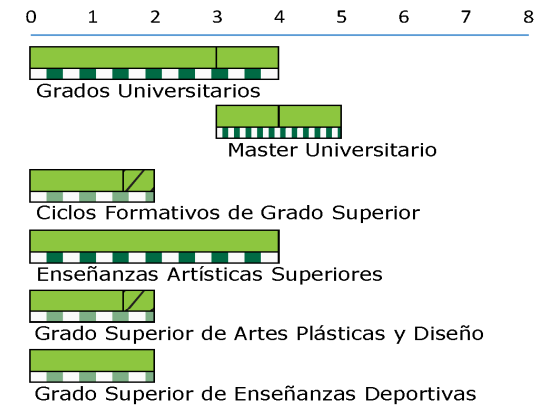 0 1 2 3 4 5 6 7 8
Grados Universitarios
Master Universitario
Ciclos Formativos de Grado Superior
Enseñanzas Artísticas Superiores
Grado Superior de Artes Plásticas y Diseño
Grado Superior de Enseñanzas Deportivas